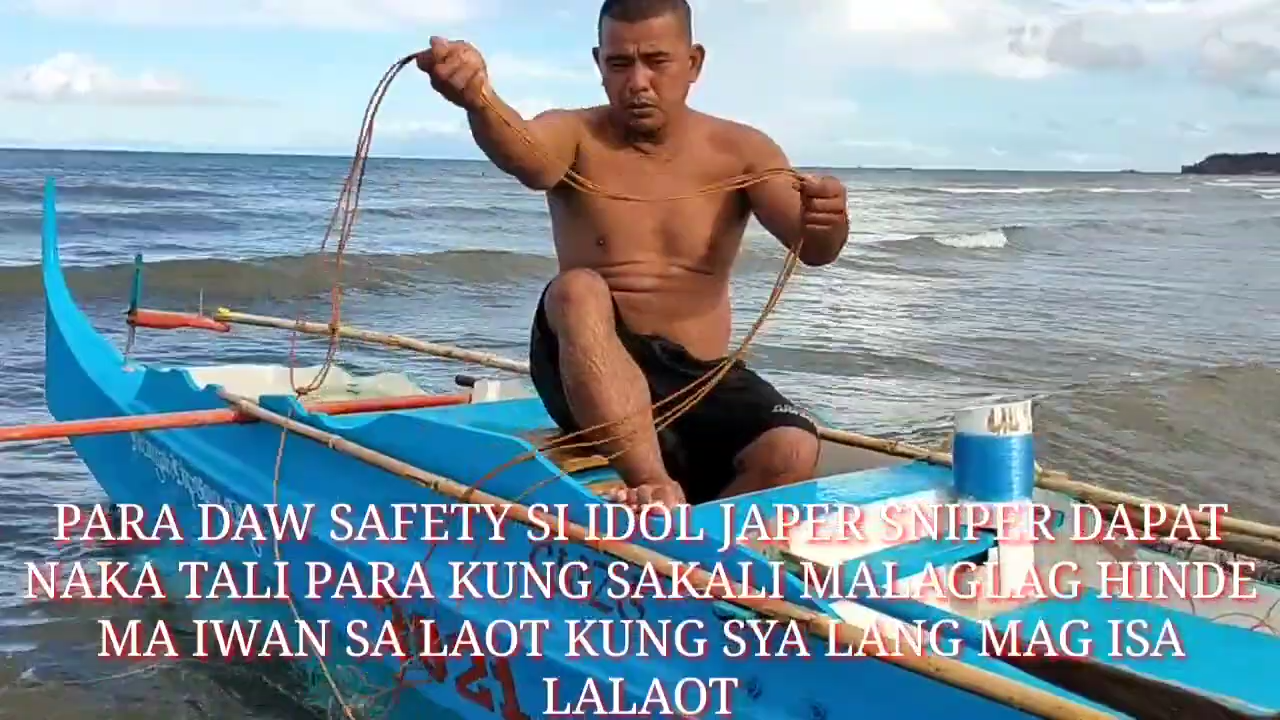 PARA DAW SAFETY SI IDOL JAPER SNIPER DAPAT
NAKA TALI PARA KUNG SAKALI MALAGLAG HINDE
MA IWAN SA LAOT KUNG SYA LANG MAG ISA
LALAOT